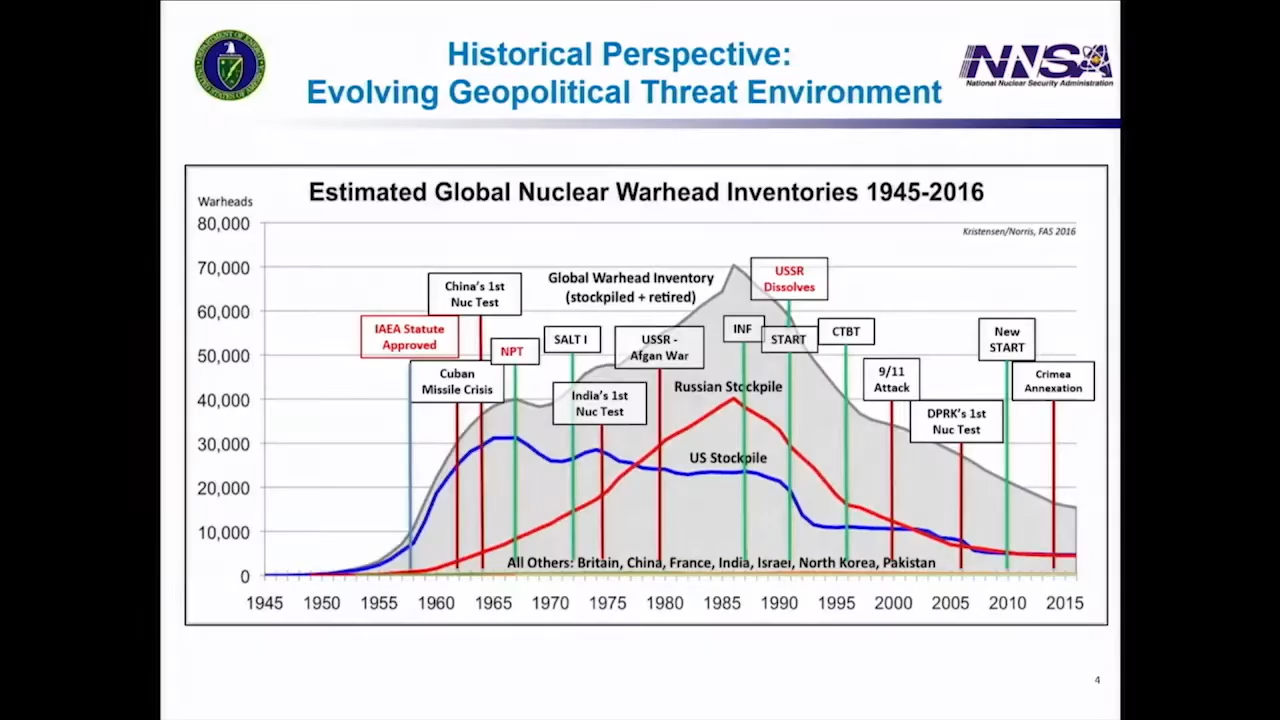 Historical Perspective:
Evolving Geopolitical Threat Environment
NNSA
National Nuclear Security Administration
Estimated Global Nuclear Warhead Inventories 1945-2016
Warheads
Kristensen/Norris, FAS 2016
80,000
70,000
60,000
50,000
40,000
30,000
20,000
10,000
0
Global Warhead Inventory
(stockpiled + retired)
USSR
Dissolves
China's 1st
Nuc Test
IAEA Statute
Approved
NPT
SALT I
USSR -
Afgan War
INF
START
CTBT
New
START
Cuban
Missile Crisis
India's 1st
Nuc Test
Russian Stockpile
9/11
Attack
Crimea
Annexation
DPRK's 1st
Nuc Test
US Stockpile
All Others: Britain, China, France, India, Israel, North Korea, Pakistan
1945 1950 1955 1960 1965 1970 1975 1980 1985 1990 1995 2000 2005 2010 2015
4